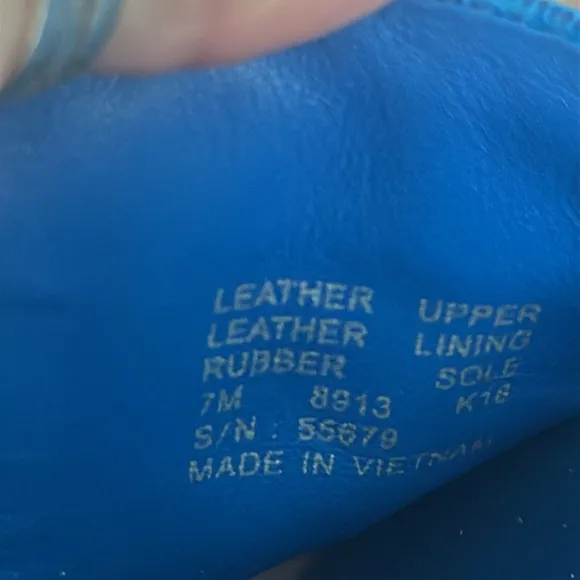 LEATHER UPPER
LEATHER LINING
RUBBER SOLE
7M 8913 K18
S/N : 55679
MADE IN VIETNAM